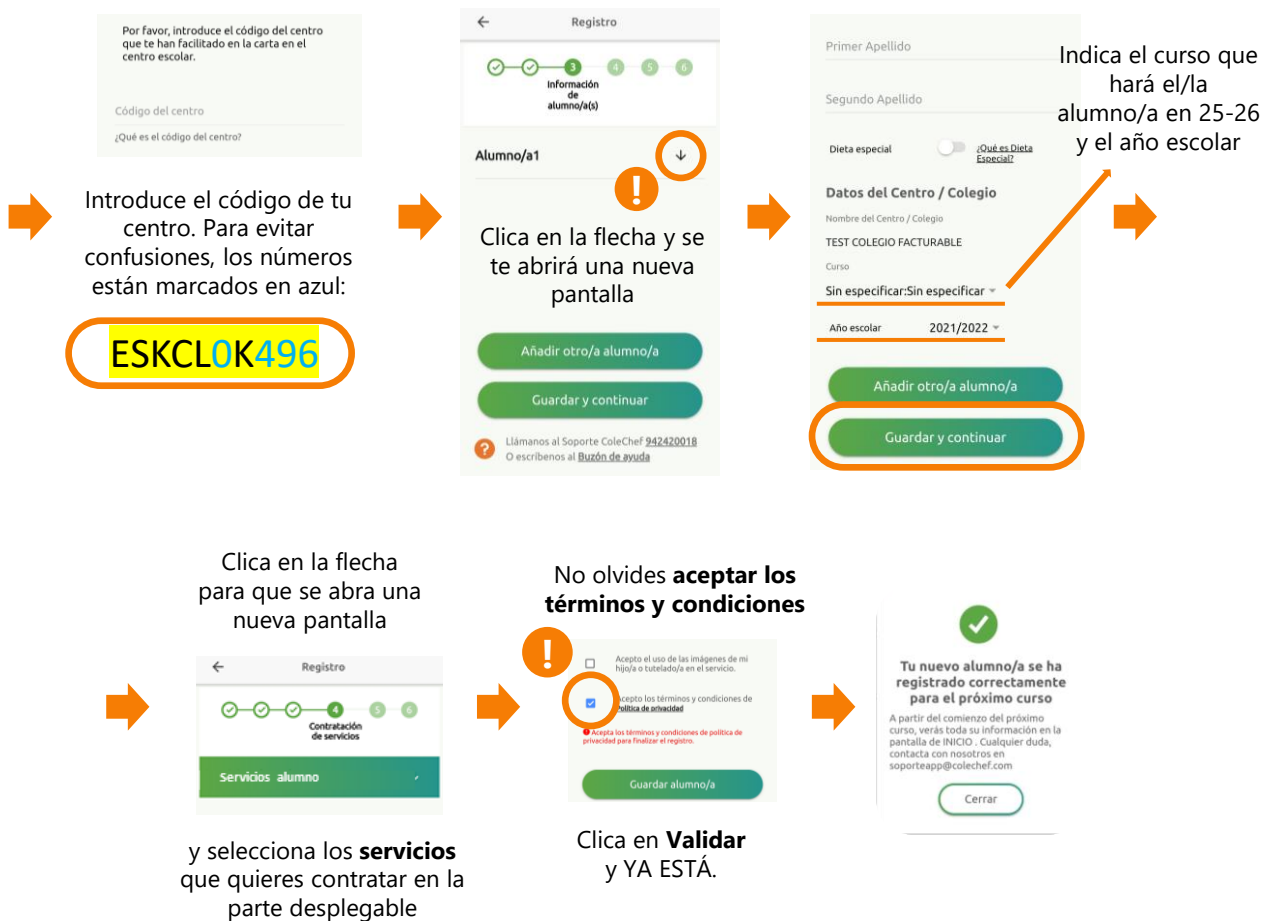 Por favor, introduce el código del centro
que te han facilitado en la carta en el
centro escolar.
Código del centro
¿Qué es el código del centro?
Introduce el código de tu
centro. Para evitar
confusiones, los números
están marcados en azul:
ESKCL0K496
Registro
3
4
5
6
Información
de
alumno/a(s)
Alumno/a1
!
Clica en la flecha y se
te abrirá una nueva
pantalla
Añadir otro/a alumno/a
Guardar y continuar
?
Llámanos al Soporte ColeChef 942420018
O escríbenos al Buzón de ayuda
Primer Apellido
Segundo Apellido
Dieta especial
¿Qué es Dieta
Especial?
Datos del Centro / Colegio
Nombre del Centro / Colegio
TEST COLEGIO FACTURABLE
Curso
Sin especificar:Sin especificar
Año escolar 2021/2022
Añadir otro/a alumno/a
Guardar y continuar
Indica el curso que
hará el/la
alumno/a en 25-26
y el año escolar
Clica en la flecha
para que se abra una
nueva pantalla
Registro
4
5
6
Contratación
de servicios
Servicios alumno
y selecciona los servicios
que quieres contratar en la
parte desplegable
No olvides aceptar los
términos y condiciones
!
Acepto el uso de las imágenes de mi
hijo/a o tutelado/a en el servicio.
Acepto los términos y condiciones de
Política de privacidad
Acepta los términos y condiciones de política de
privacidad para finalizar el registro.
Guardar alumno/a
Clica en Validar
y YA ESTÁ.
Tu nuevo alumno/a se ha
registrado correctamente
para el próximo curso
A partir del comienzo del próximo
curso, verás toda su información en la
pantalla de INICIO . Cualquier duda,
contacta con nosotros en
soporteapp@colechef.com
Cerrar